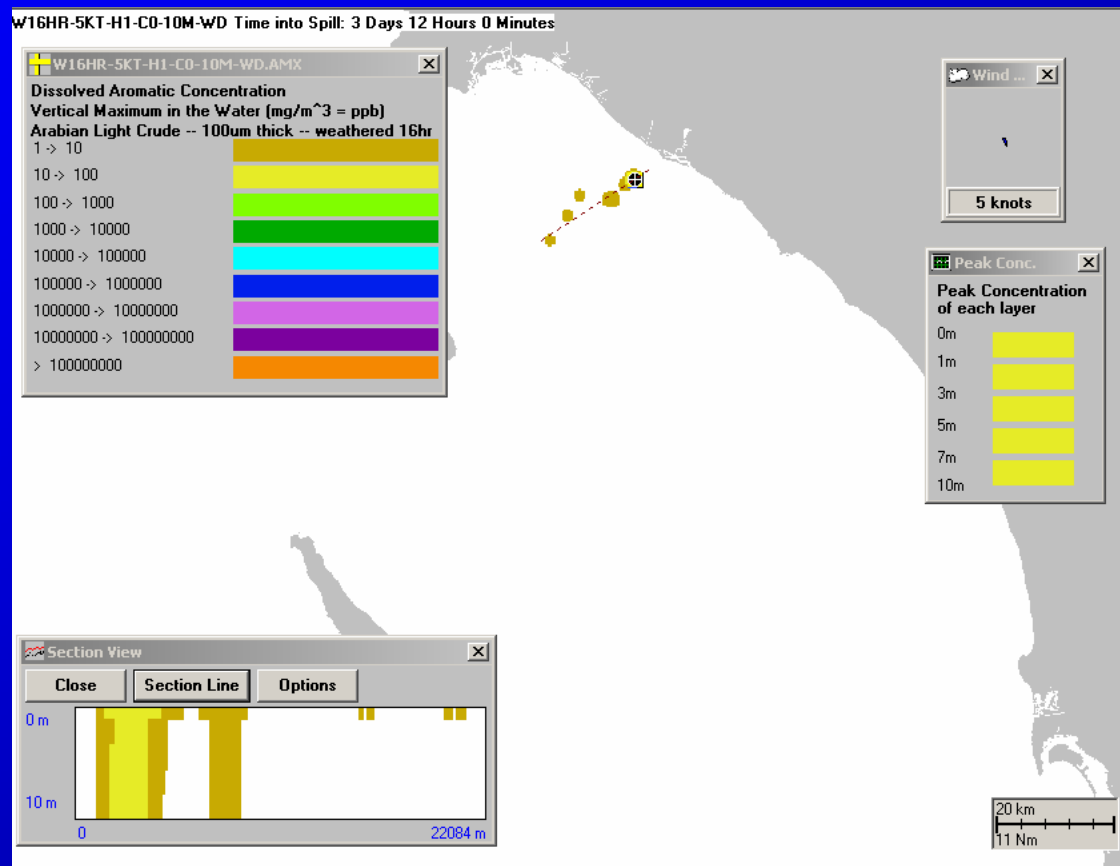 W16HR-5KT-H1-C0-10M-WD Time into Spill: 3 Days 12 Hours 0 Minutes
W16HR-5KT-H1-C0-10M-WD.AMX
Dissolved Aromatic Concentration
Vertical Maximum in the Water (mg/m^3 = ppb)
Arabian Light Crude -- 100um thick -- weathered 16hr
1 -> 10
10 -> 100
100 -> 1000
1000 -> 10000
10000 -> 100000
100000 -> 1000000
1000000 -> 10000000
10000000 -> 100000000
> 100000000
Wind ...
5 knots
Peak Conc.
Peak Concentration
of each layer
0m
1m
3m
5m
7m
10m
Section View
Close Section Line Options
0 m
10 m
0 22084 m
20 km
11 Nm